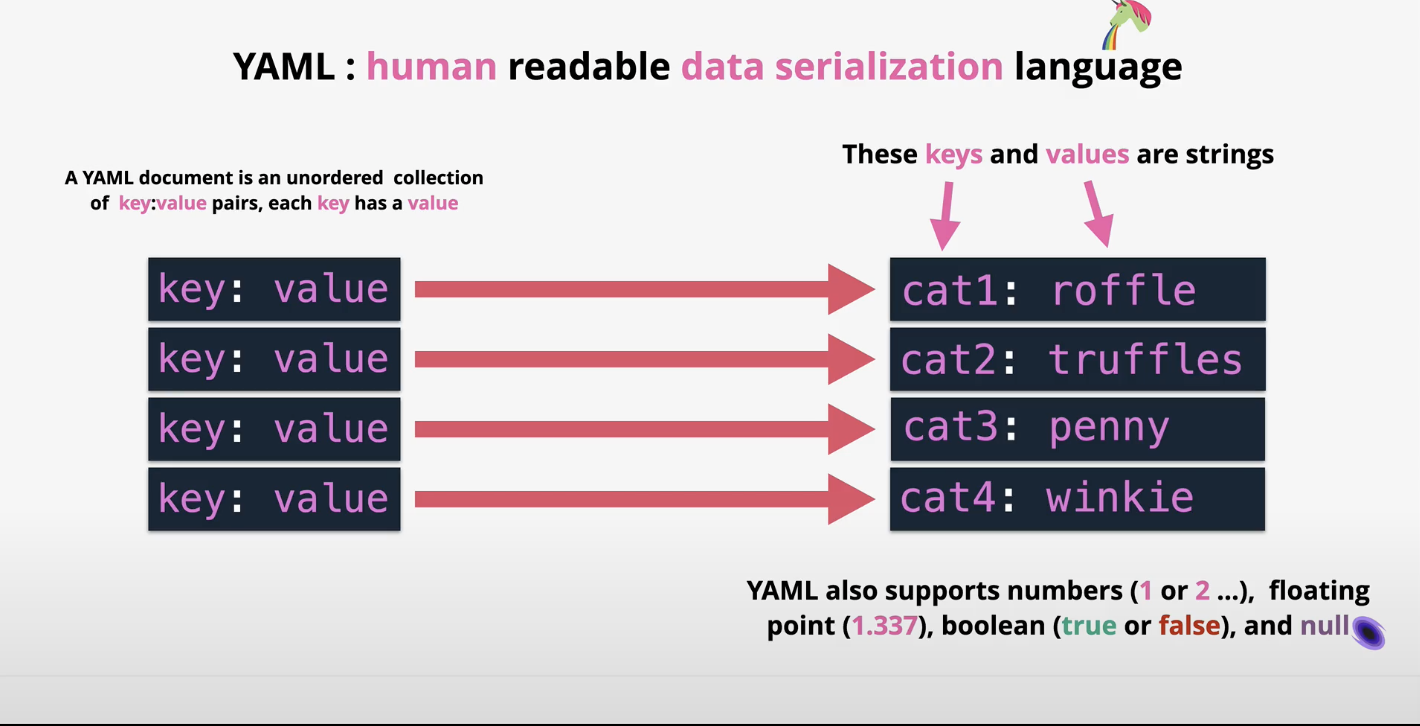 YAML : human readable data serialization language
A YAML document is an unordered collection
of key:value pairs, each key has a value
These keys and values are strings
key: value
cat1: roffle
key: value
cat2: truffles
key: value
cat3: penny
key: value
cat4: winkie
YAML also supports numbers (1 or 2 ...), floating
point (1.337), boolean (true or false), and null